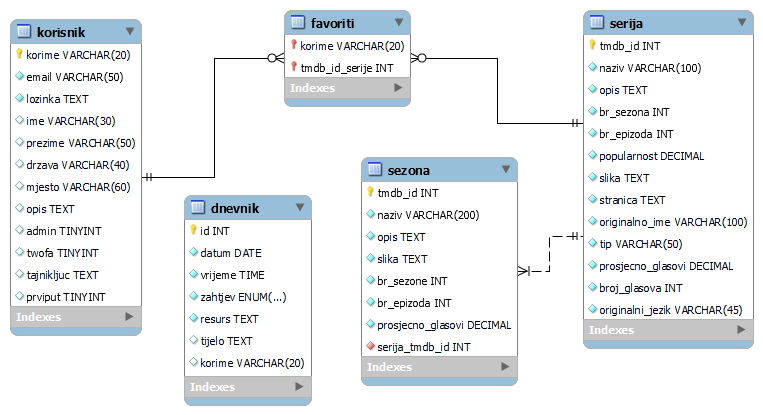 korisnik
korime VARCHAR(20)
email VARCHAR(50)
lozinka TEXT
ime VARCHAR(30)
prezime VARCHAR(50)
drzava VARCHAR(40)
mjesto VARCHAR(60)
opis TEXT
admin TINYINT
twofa TINYINT
tajnikljuc TEXT
prviput TINYINT
Indexes
favoriti
korime VARCHAR(20)
tmdb_id_serije INT
Indexes
dnevnik
id INT
datum DATE
vrijeme TIME
zahtjev ENUM(...)
resurs TEXT
tijelo TEXT
korime VARCHAR(20)
Indexes
sezona
tmdb_id INT
naziv VARCHAR(200)
opis TEXT
slika TEXT
br_sezone INT
br_epizoda INT
prosjecno_glasovi DECIMAL
serija_tmdb_id INT
Indexes
serija
tmdb_id INT
naziv VARCHAR(100)
opis TEXT
br_sezona INT
br_epizoda INT
popularnost DECIMAL
slika TEXT
stranica TEXT
originalno_ime VARCHAR(100)
tip VARCHAR(50)
prosjecno_glasovi DECIMAL
broj_glasova INT
originalni_jezik VARCHAR(45)
Indexes